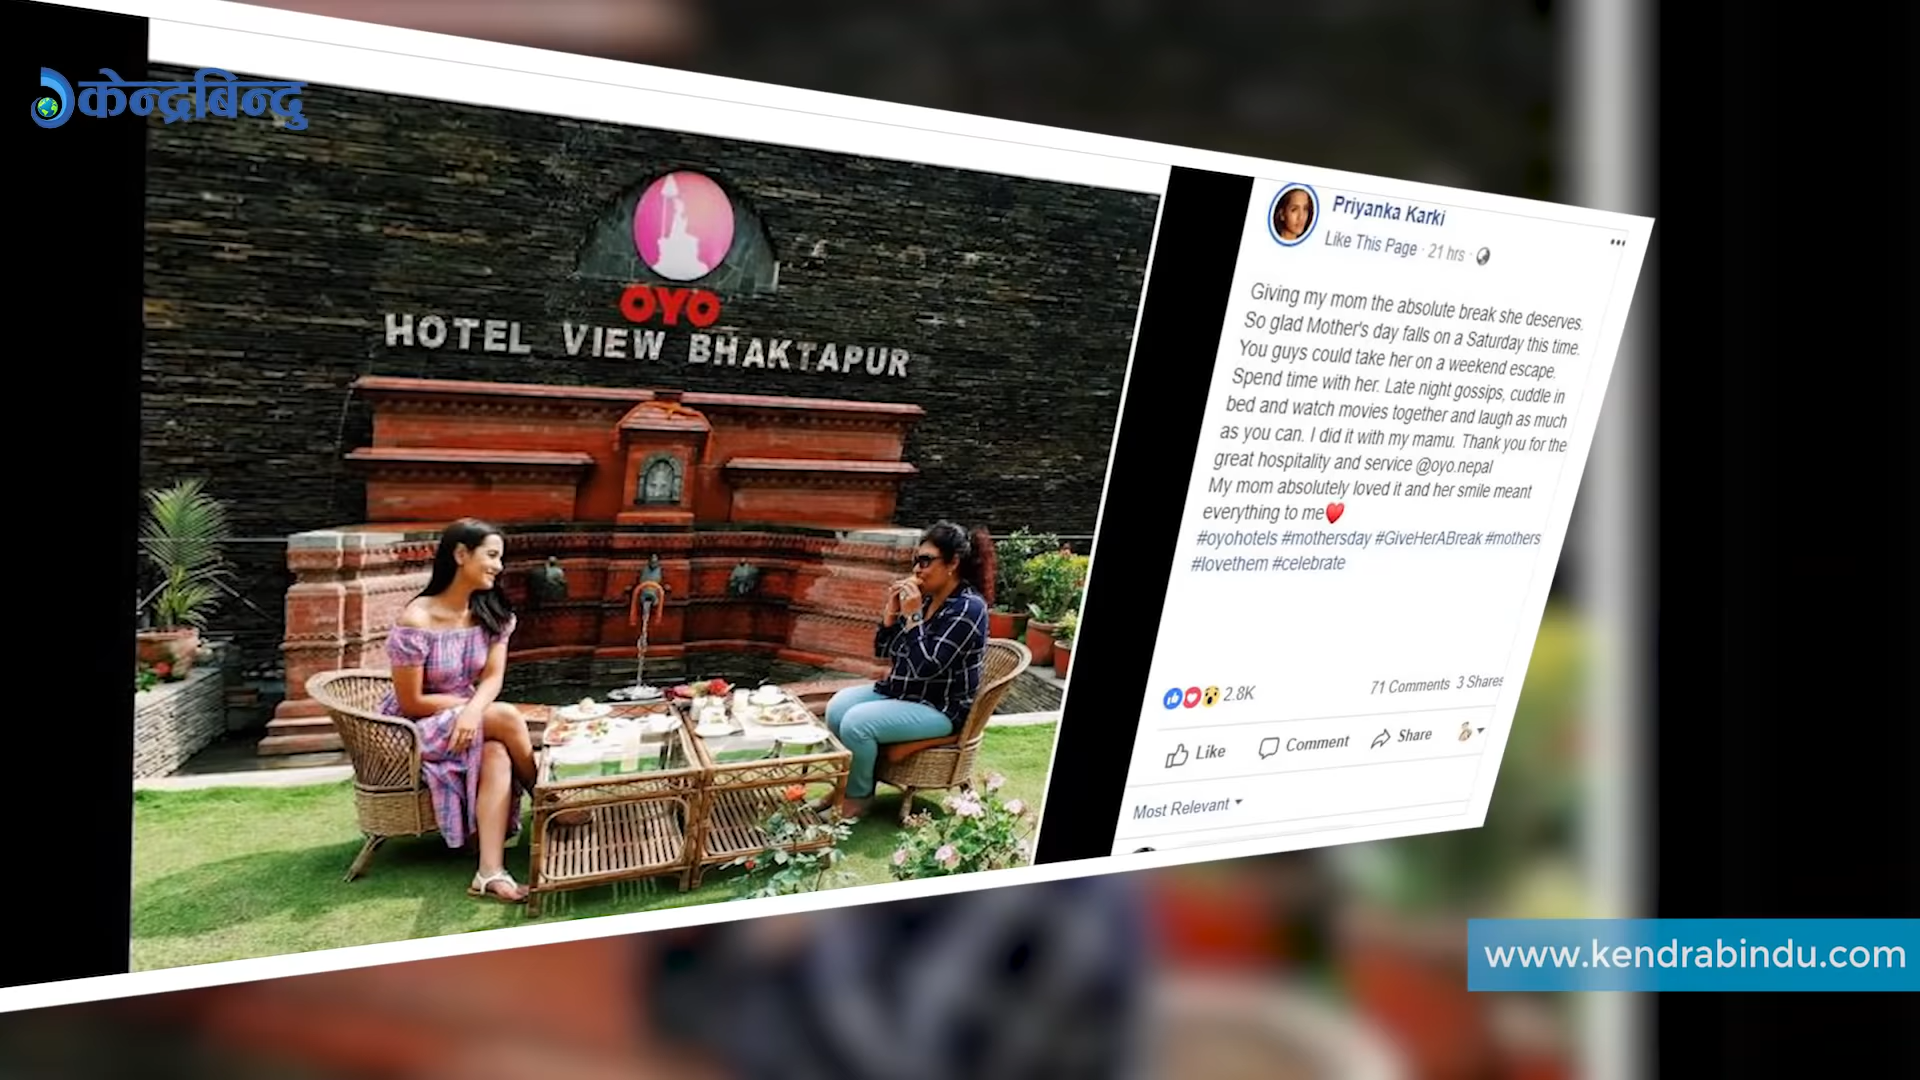 केन्द्रबिन्दु
OYO
HOTEL VIEW BHAKTAPUR
Priyanka Karki
Like This Page · 21 hrs ·
Giving my mom the absolute break she deserves.
So glad Mother's day falls on a Saturday this time.
You guys could take her on a weekend escape.
Spend time with her. Late night gossips, cuddle in
bed and watch movies together and laugh as much
as you can. I did it with my mamu. Thank you for the
great hospitality and service @oyo.nepal
My mom absolutely loved it and her smile meant
everything to me❤️
#oyohotels #mothersday #GiveHerABreak #mothers
#lovethem #celebrate
2.8K 71 Comments 3 Shares
Like Comment Share
Most Relevant
www.kendrabindu.com